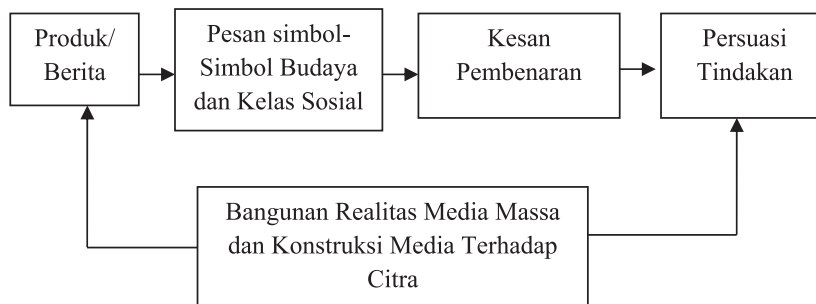 Produk/
Berita
Pesan simbol-
Simbol Budaya
dan Kelas Sosial
Kesan
Pembenaran
Persuasi
Tindakan
Bangunan Realitas Media Massa
dan Konstruksi Media Terhadap
Citra